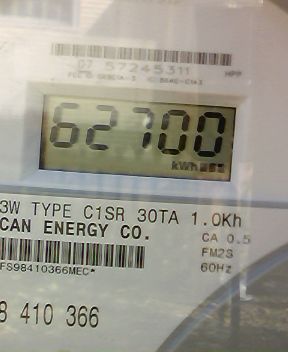 07 57245311
HPP
62700
kWh
3W TYPE C1SR 30TA 1.0Kh
CAN ENERGY CO.
CA 0.5
FM2S
60Hz
FS98410366MEC*
8 410 366